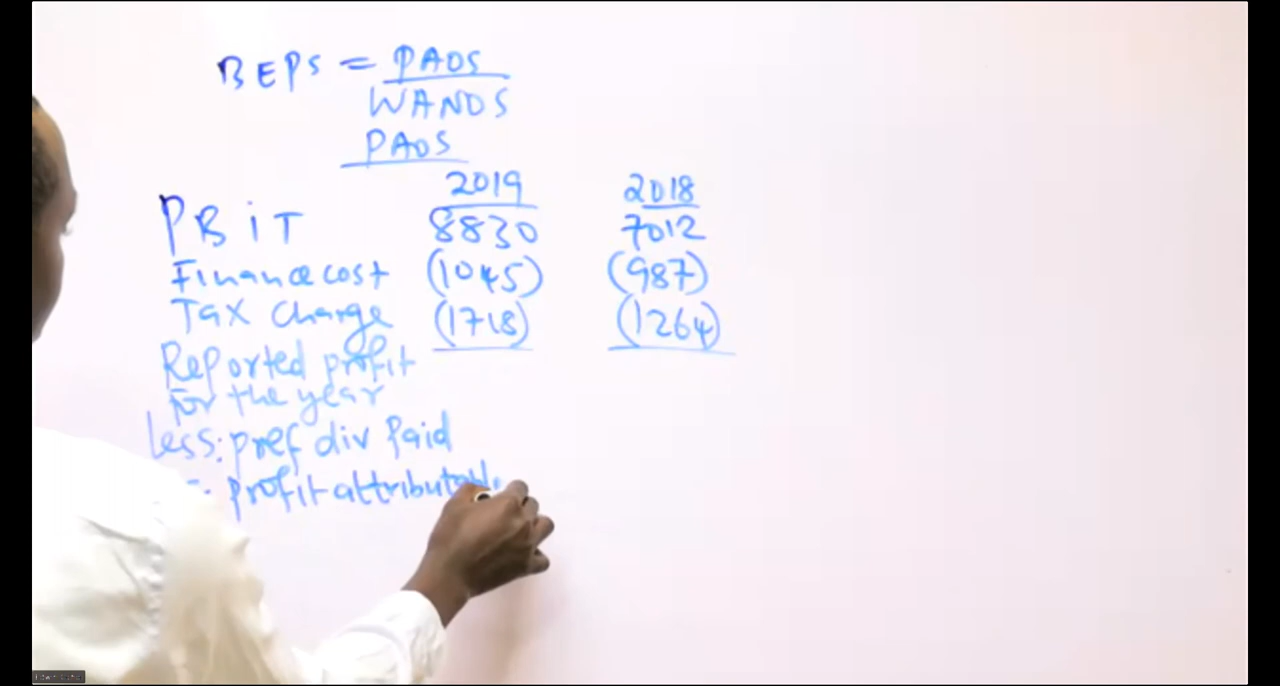 BEPS = PAOS
WANOS
PAOS
2019 2018
PBiT 8830 7012
Finance cost (1045) (987)
Tax charge (1718) (1264)
Reported profit
for the year
less: pref div paid
profit attributabl